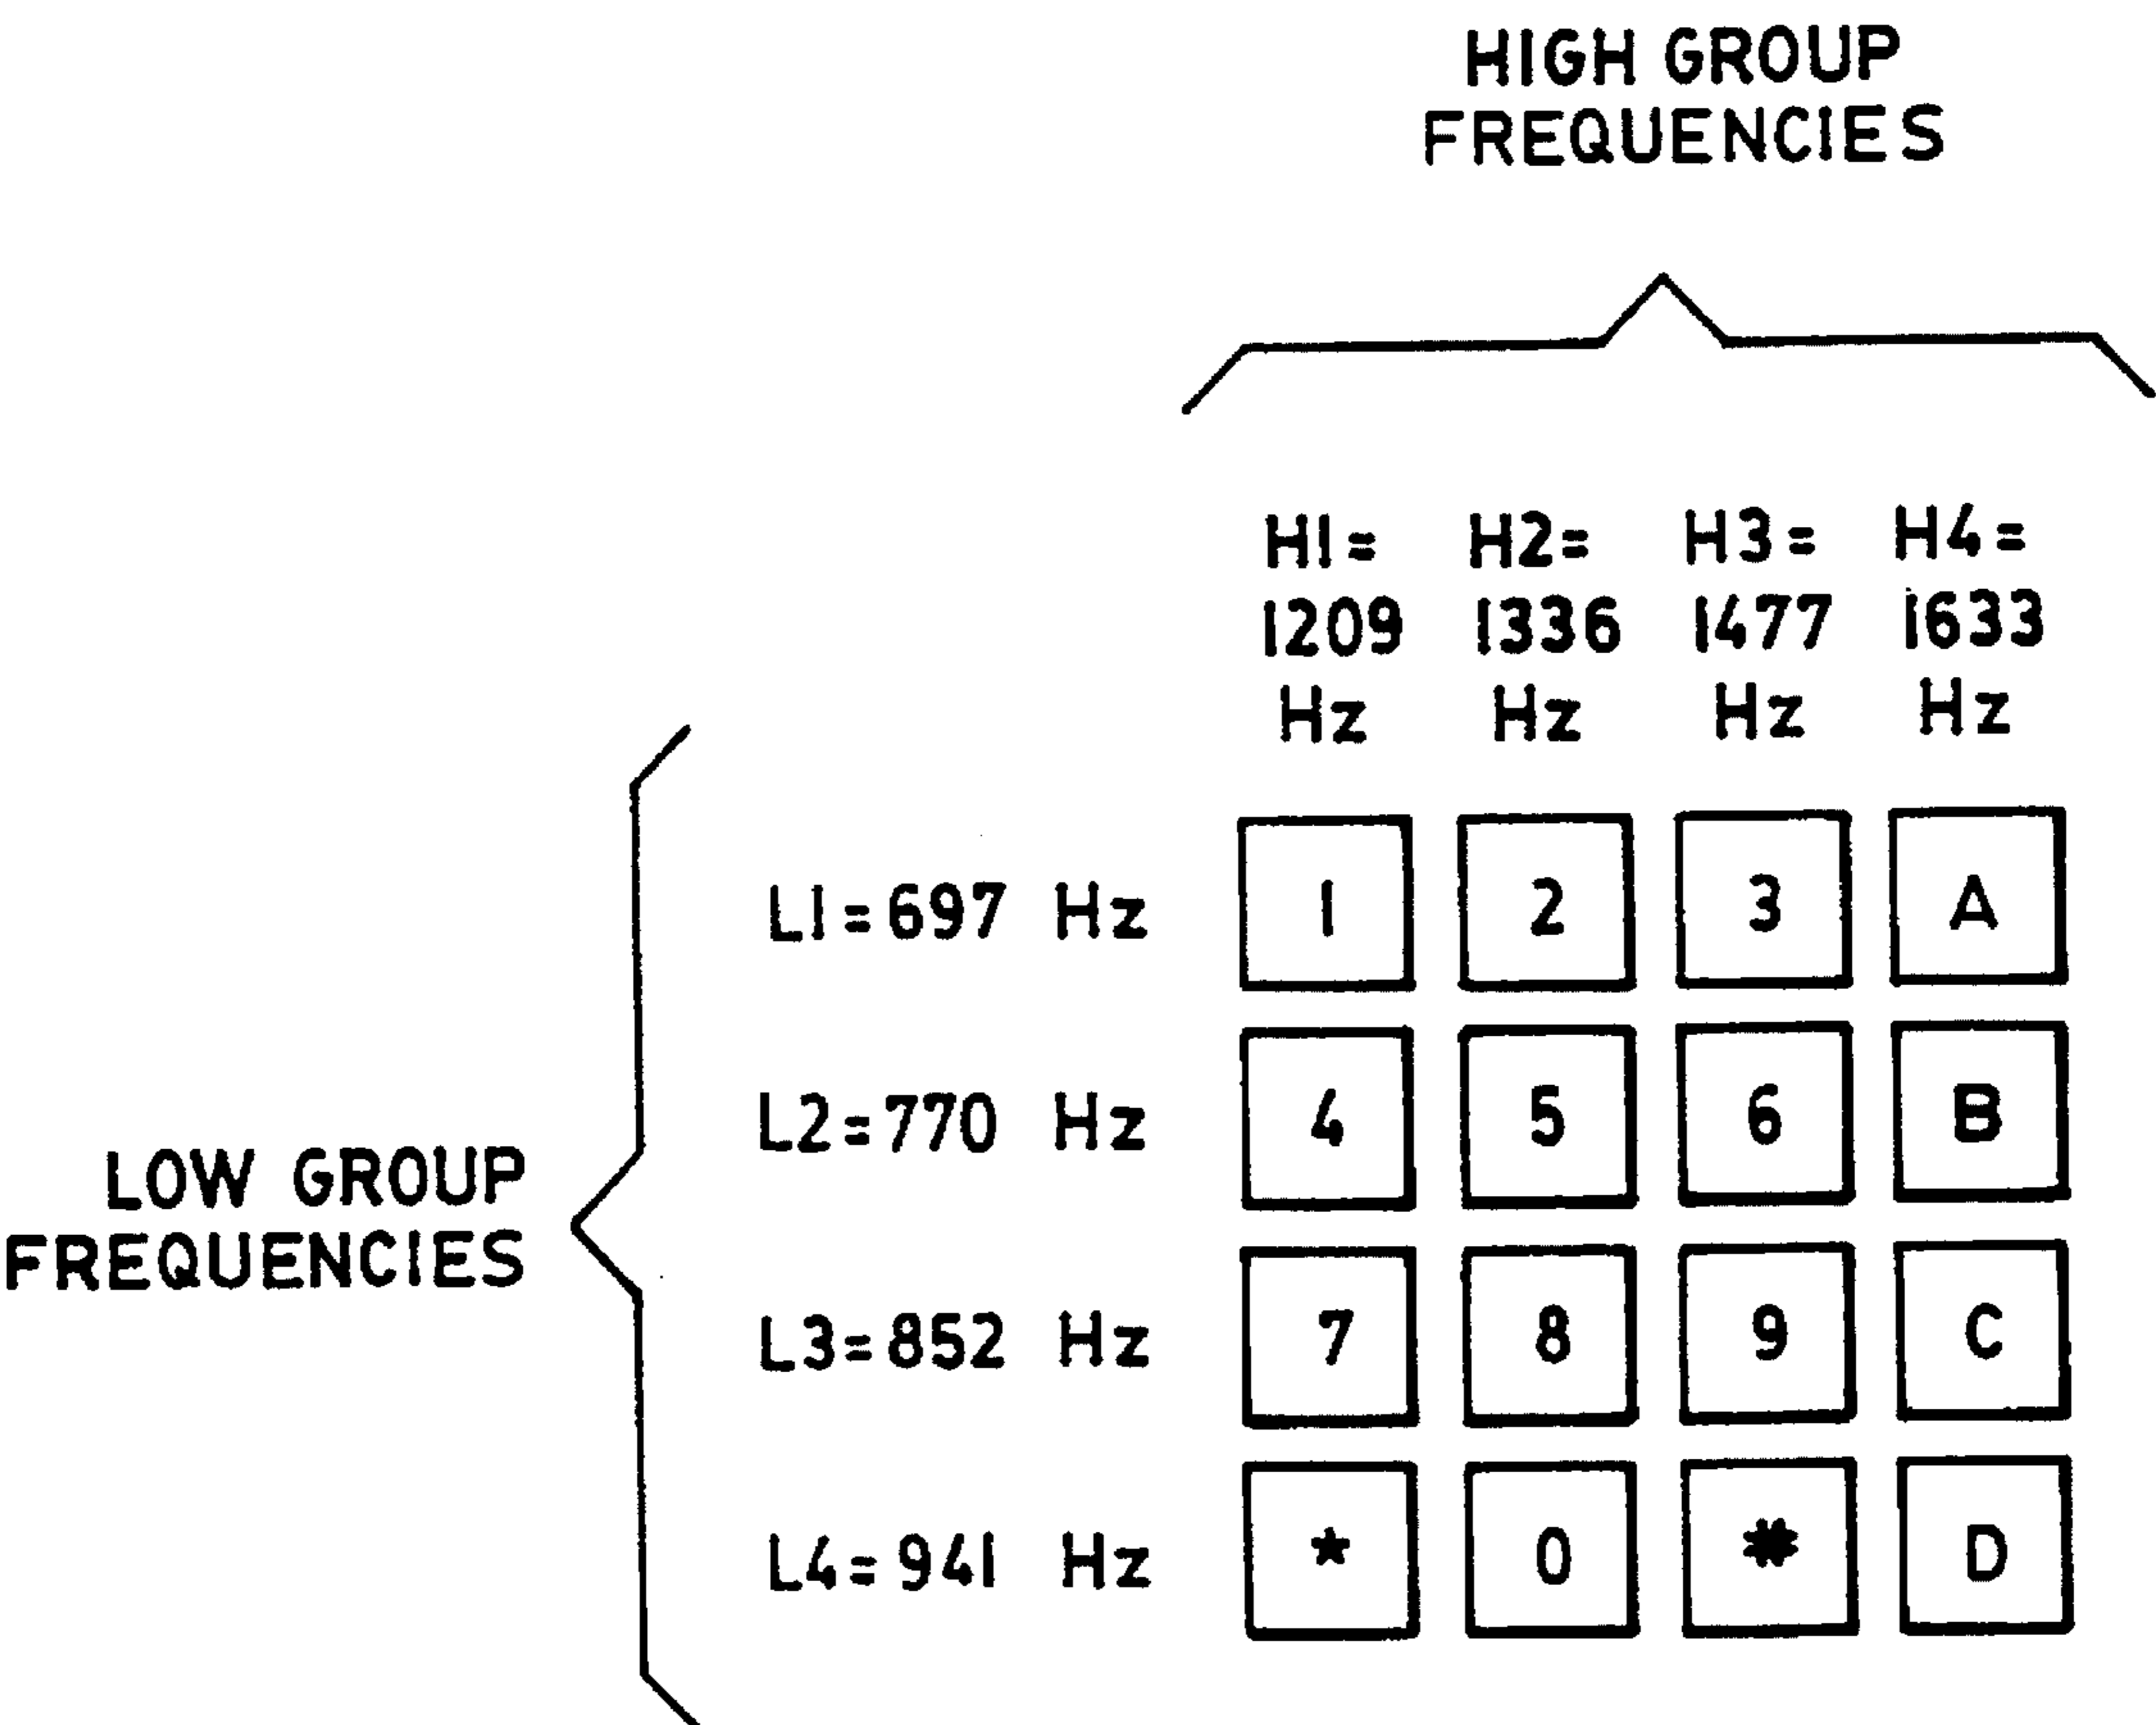 HIGH GROUP
FREQUENCIES
H1= H2= H3= H4=
1209 1336 1477 1633
Hz Hz Hz Hz
L1=697 Hz 1 2 3 A
L2=770 Hz 4 5 6 B
LOW GROUP
FREQUENCIES
L3=852 Hz 7 8 9 C
L4=941 Hz * 0 * D